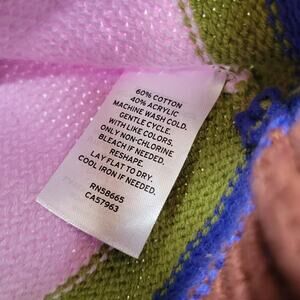 60% COTTON
40% ACRYLIC
MACHINE WASH COLD.
GENTLE CYCLE.
WITH LIKE COLORS.
ONLY NON-CHLORINE
BLEACH IF NEEDED.
RESHAPE.
LAY FLAT TO DRY.
COOL IRON IF NEEDED.
RN58665
CA57963